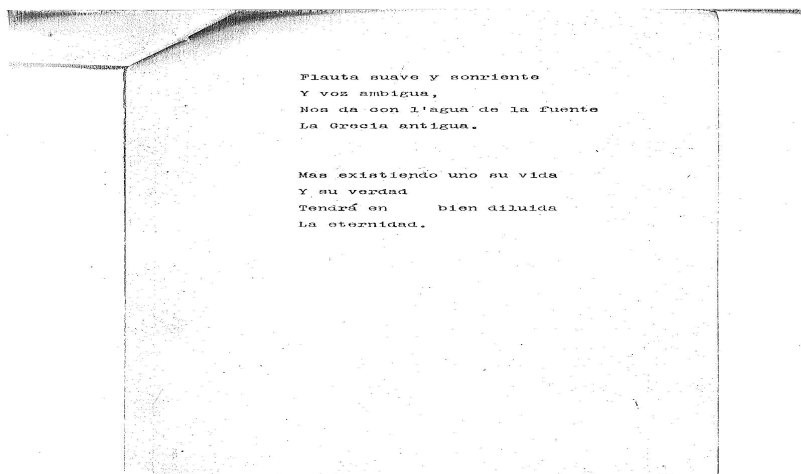 Flauta suave y sonriente
Y voz ambigua,
Nos da con l'agua de la fuente
La Grecia antigua.
Mas existiendo uno su vida
Y su verdad
Tendrá en bien diluida
La eternidad.